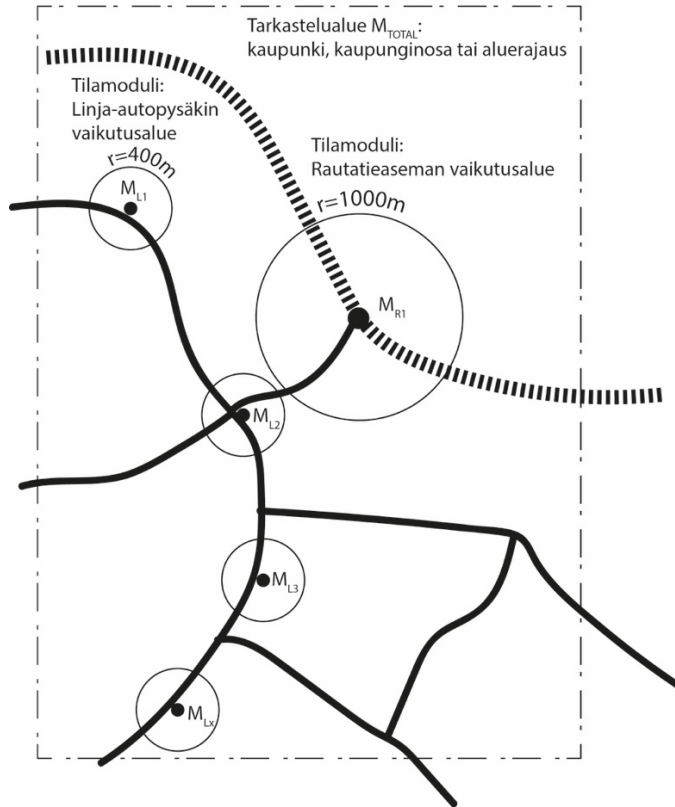 Tarkastelualue M_TOTAL:
kaupunki, kaupunginosa tai aluerajaus
Tilamoduli:
Linja-autopysäkin
vaikutusalue
r=400m
M_L1
Tilamoduli:
Rautatieaseman vaikutusalue
r=1000m
M_R1
M_L2
M_L3
M_Lx